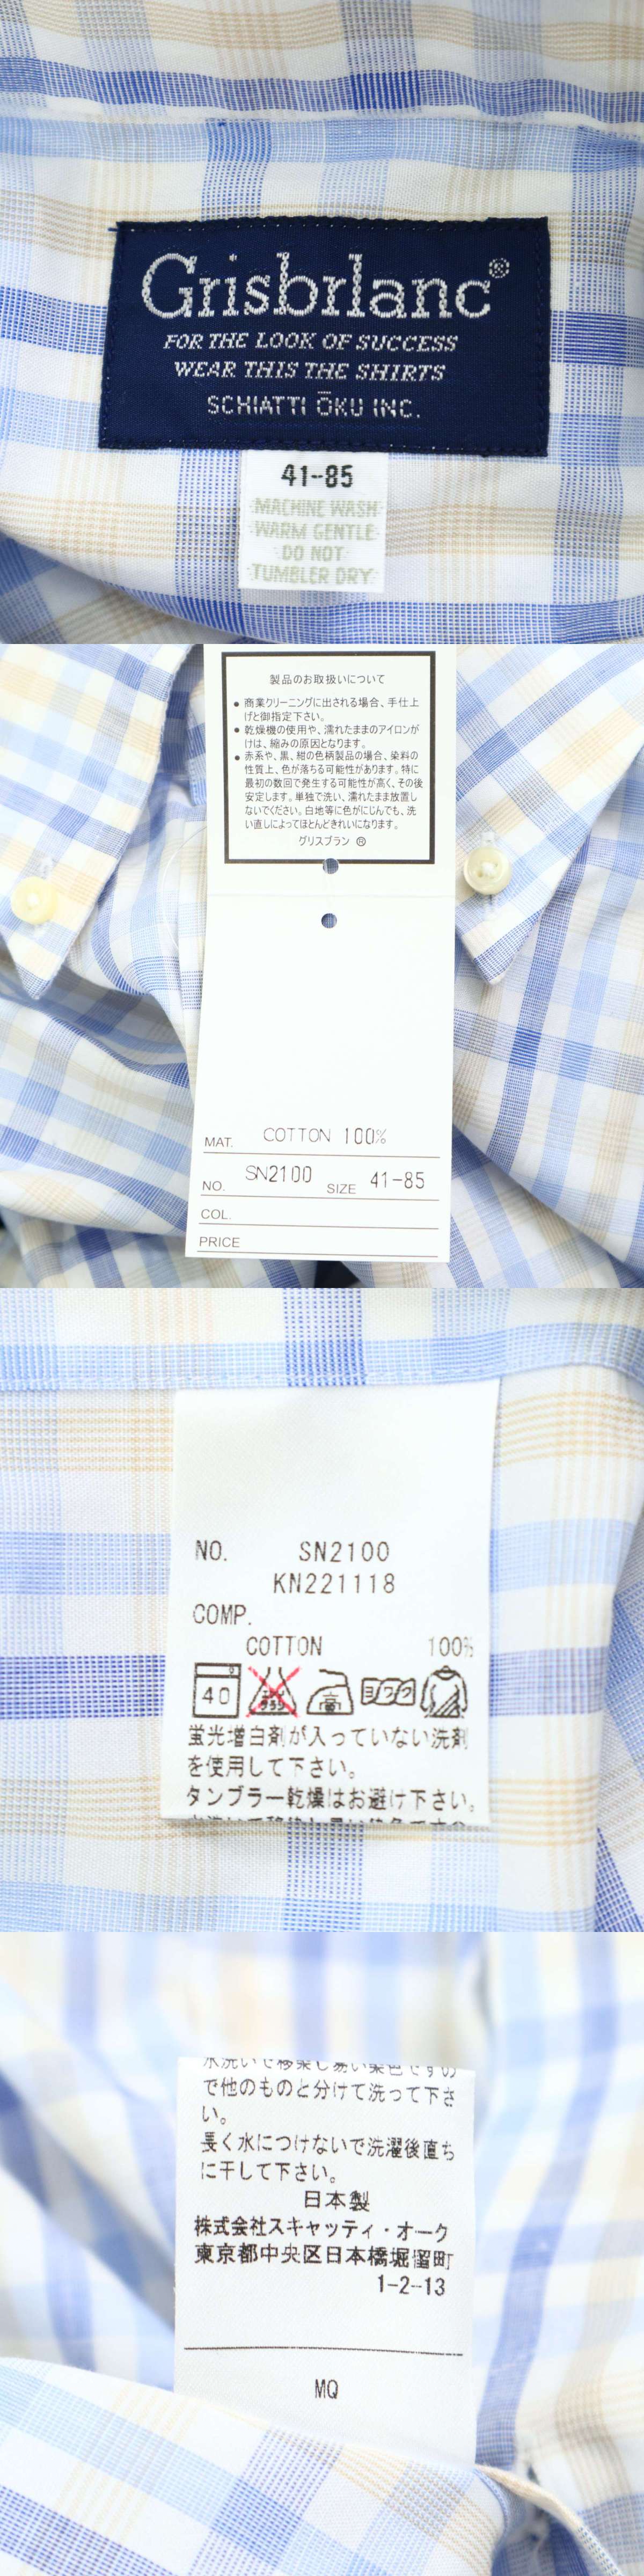 Grisbrlanc®
FOR THE LOOK OF SUCCESS
WEAR THIS THE SHIRTS
SCHIATTI ŌKU INC.
41-85
MACHINE WASH
WARM GENTLE
DO NOT
TUMBLER DRY
製品のお取扱いについて
● 商業クリーニングに出される場合、手仕上
げと御指定下さい。
● 乾燥機の使用や、濡れたままのアイロンが
けは、縮みの原因となります。
● 赤系や、黒、紺の色柄製品の場合、染料の
性質上、色が落ちる可能性があります。特に
最初の数回で発生する可能性が高く、その後
安定します。単独で洗い、濡れたまま放置し
ないでください。白地等に色がにじんでも、洗
い直しによってほとんどきれいになります。
グリスブラン ®
MAT. COTTON 100%
NO. SN2100 SIZE 41-85
COL.
PRICE
NO. SN2100
KN221118
COMP.
COTTON 100%
40
蛍光増白剤が入っていない洗剤
を使用して下さい。
タンブラー乾燥はお避け下さい。
水洗いで移染し易い染色ですの
で他のものと分けて洗って下さ
い。
長く水につけないで洗濯後直ち
に干して下さい。
日本製
株式会社スキャッティ・オーク
東京都中央区日本橋堀留町
1-2-13
MQ